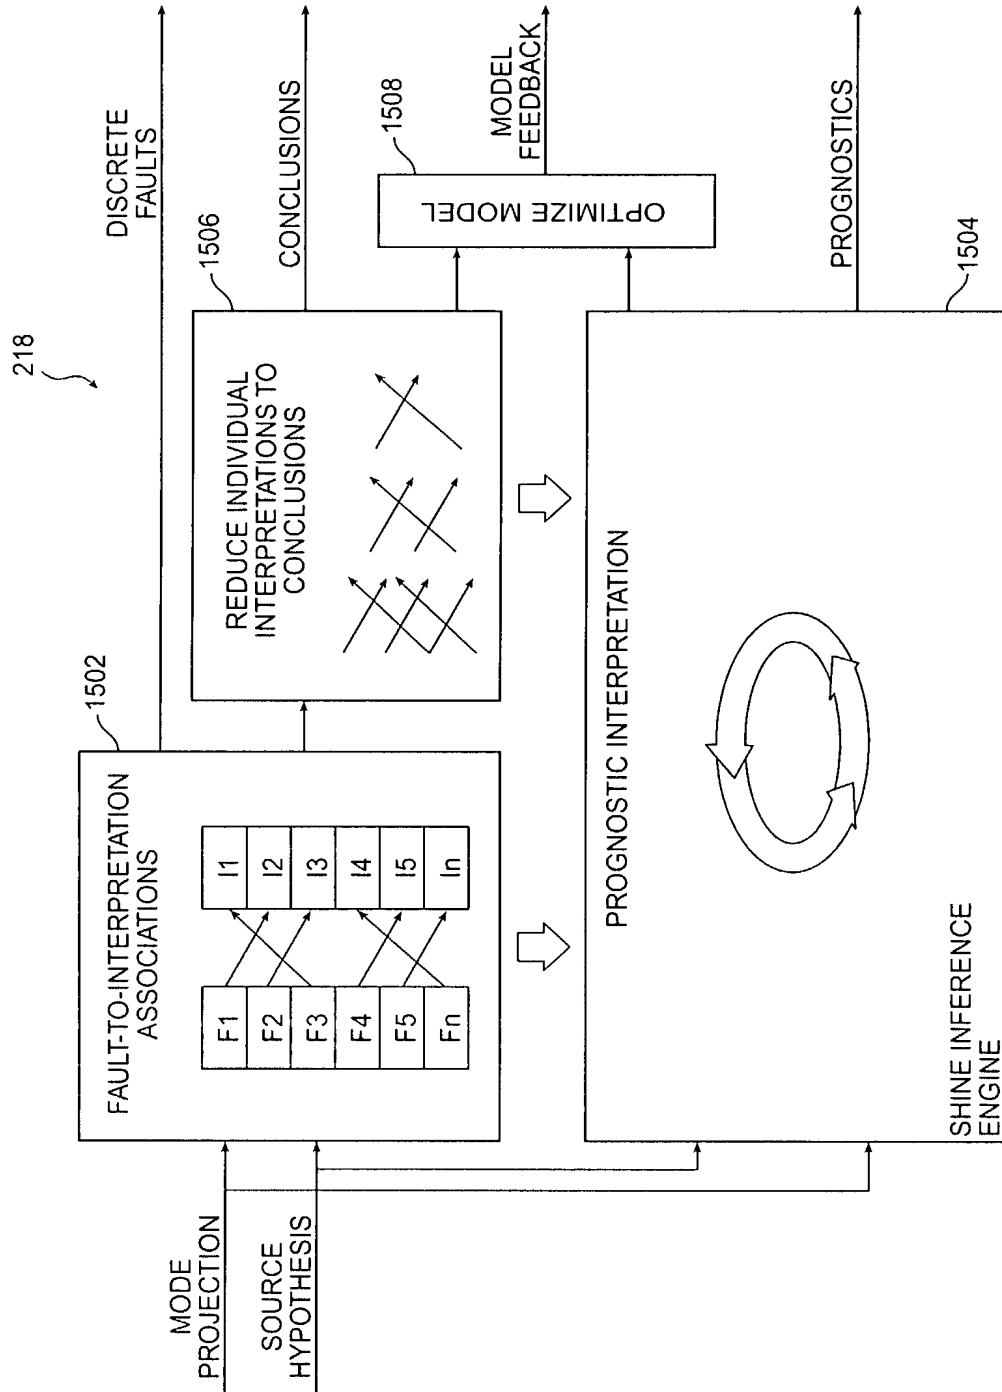 218
MODE
PROJECTION
SOURCE
HYPOTHESIS
1502
FAULT-TO-INTERPRETATION
ASSOCIATIONS
F1
F2
F3
F4
F5
Fn
I1
I2
I3
I4
I5
In
1506
REDUCE INDIVIDUAL
INTERPRETATIONS TO
CONCLUSIONS
DISCRETE
FAULTS
CONCLUSIONS
1508
OPTIMIZE MODEL
MODEL
FEEDBACK
PROGNOSTIC INTERPRETATION
SHINE INFERENCE
ENGINE
PROGNOSTICS
1504